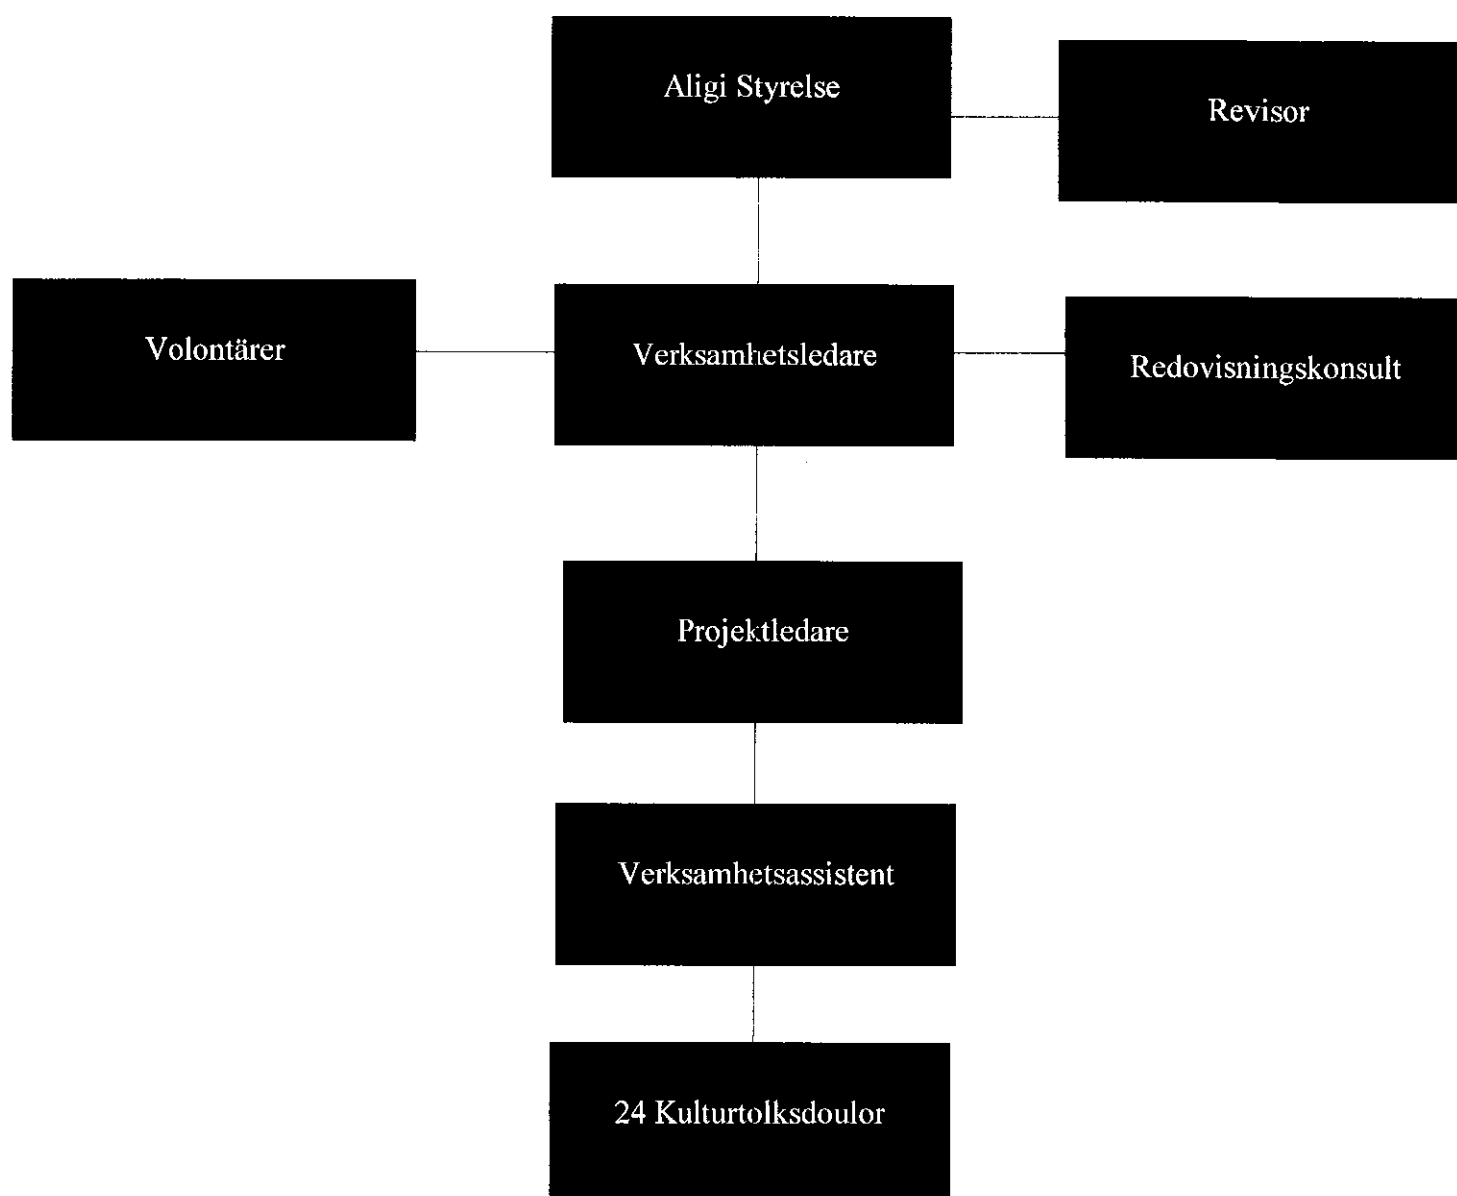 Aligi Styrelse
Revisor
Volontärer
Verksamhetsledare
Redovisningskonsult
Projektledare
Verksamhetsassistent
24 Kulturtolksdoulor